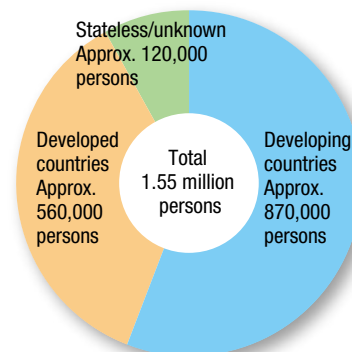 Stateless/unknown
Approx. 120,000
persons
Developed
countries
Approx.
560,000
persons
Total
1.55 million
persons
Developing
countries
Approx.
870,000
persons